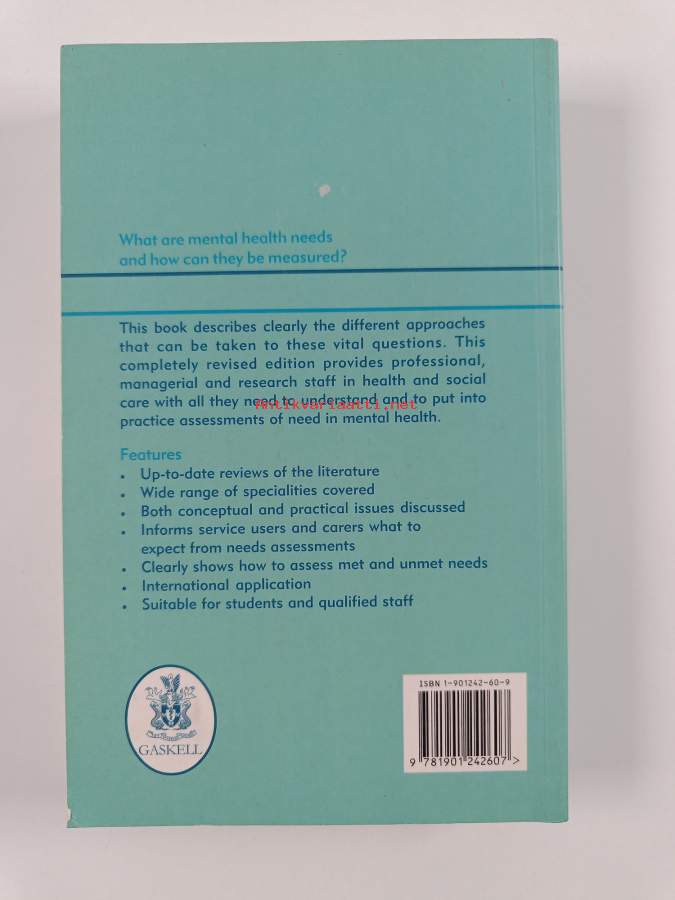 What are mental health needs
and how can they be measured?
This book describes clearly the different approaches
that can be taken to these vital questions. This
completely revised edition provides professional,
managerial and research staff in health and social
care with all they need to understand and to put into
practice assessments of need in mental health.
Antikvariaatti.net
Features
• Up-to-date reviews of the literature
• Wide range of specialities covered
• Both conceptual and practical issues discussed
• Informs service users and carers what to
expect from needs assessments
• Clearly shows how to assess met and unmet needs
• International application
• Suitable for students and qualified staff
GASKELL
ISBN 1-901242-60-9
9 781901 242607 >